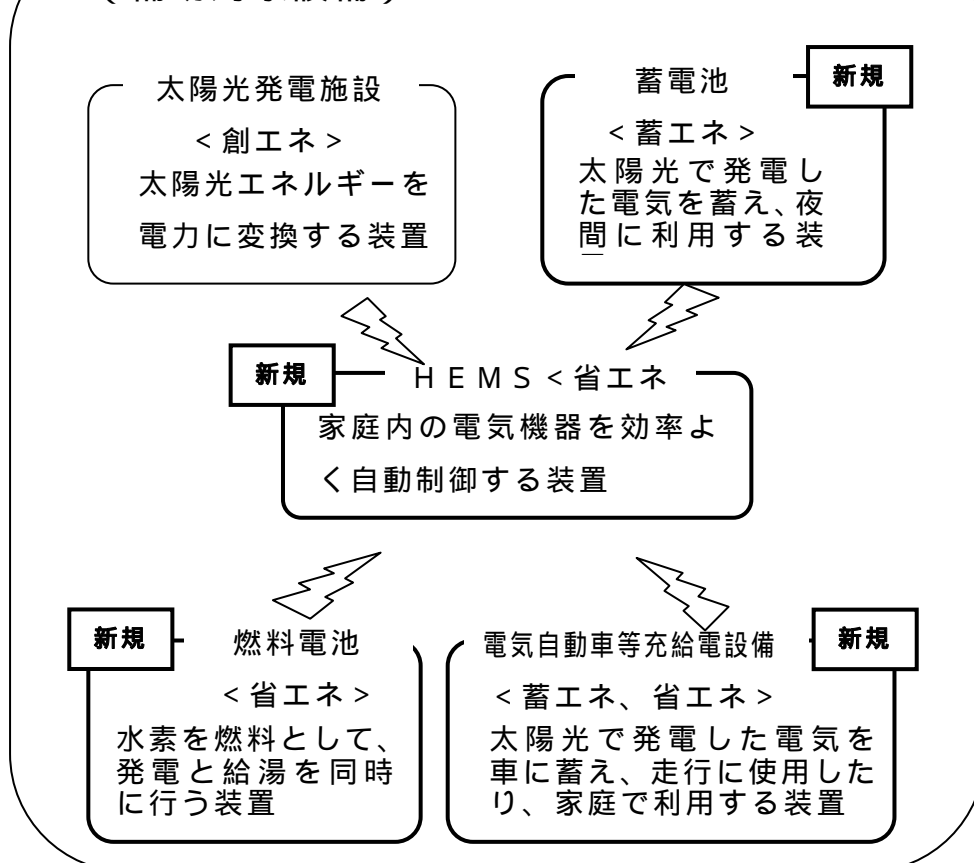 太陽光発電施設
<創エネ>
太陽光エネルギーを
電力に変換する装置
蓄電池
新規
<蓄エネ>
太陽光で発電し
た電気を蓄え、夜
間に利用する装
新規
HEMS<省エネ
家庭内の電気機器を効率よ
く自動制御する装置
新規
燃料電池
<省エネ>
水素を燃料として、
発電と給湯を同時
に行う装置
電気自動車等充給電設備
新規
<蓄エネ、省エネ>
太陽光で発電した電気を
車に蓄え、走行に使用した
り、家庭で利用する装置